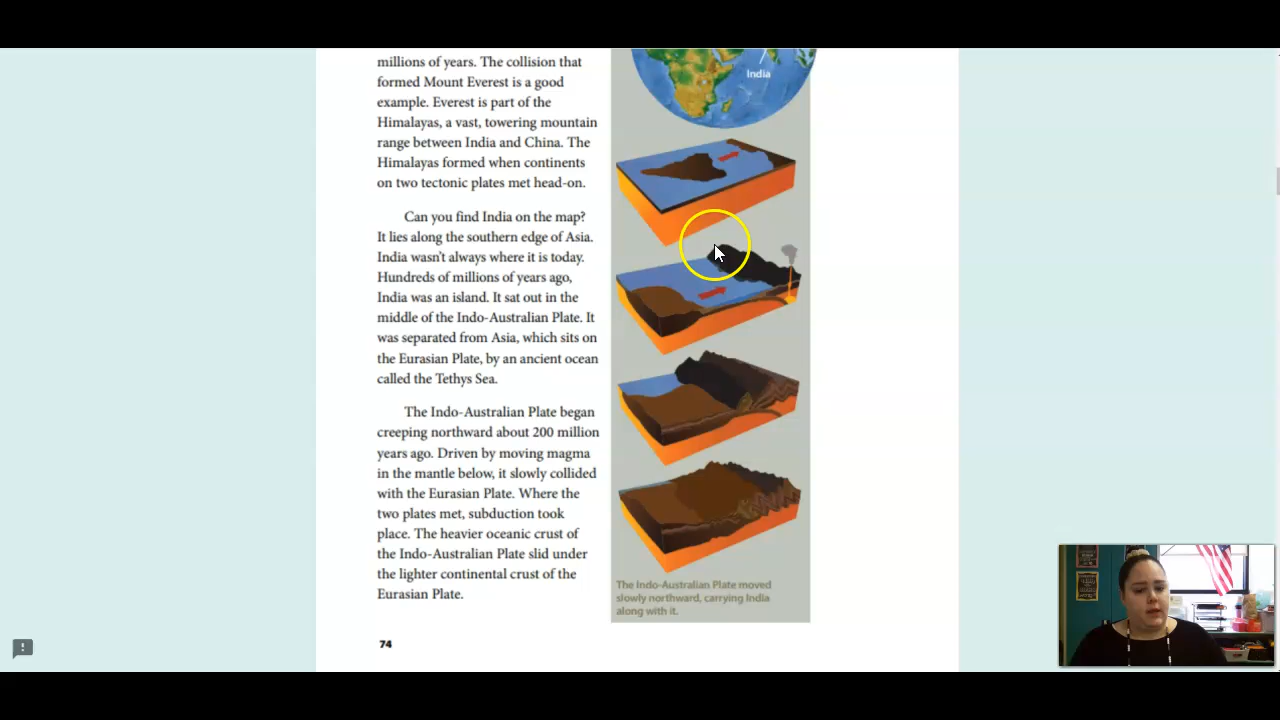 millions of years. The collision that
formed Mount Everest is a good
example. Everest is part of the
Himalayas, a vast, towering mountain
range between India and China. The
Himalayas formed when continents
on two tectonic plates met head-on.
Can you find India on the map?
It lies along the southern edge of Asia.
India wasn't always where it is today.
Hundreds of millions of years ago,
India was an island. It sat out in the
middle of the Indo-Australian Plate. It
was separated from Asia, which sits on
the Eurasian Plate, by an ancient ocean
called the Tethys Sea.
The Indo-Australian Plate began
creeping northward about 200 million
years ago. Driven by moving magma
in the mantle below, it slowly collided
with the Eurasian Plate. Where the
two plates met, subduction took
place. The heavier oceanic crust of
the Indo-Australian Plate slid under
the lighter continental crust of the
Eurasian Plate.
74
India
The Indo-Australian Plate moved
slowly northward, carrying India
along with it.